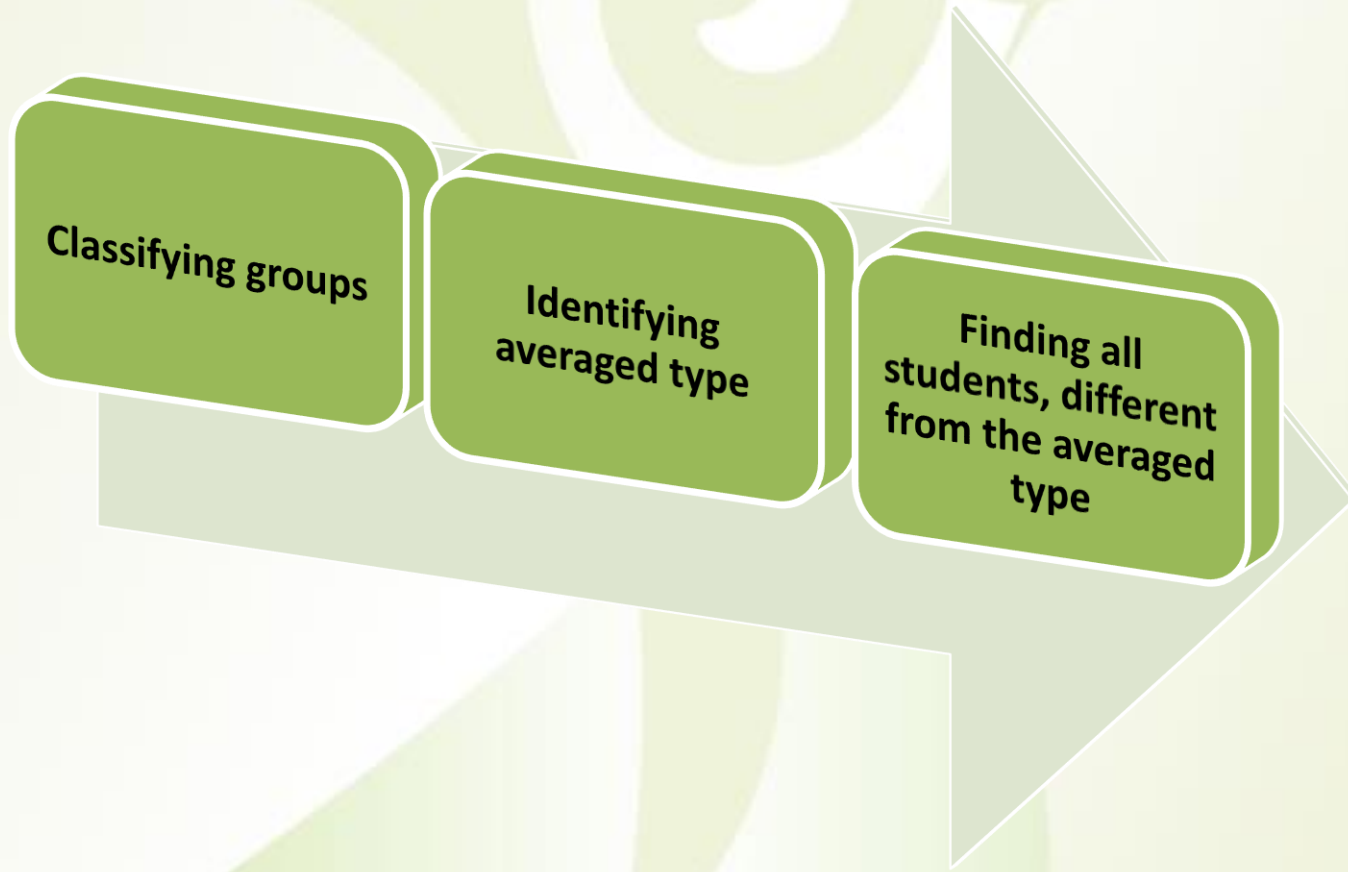 Classifying groups
Identifying
averaged type
Finding all
students, different
from the averaged
type